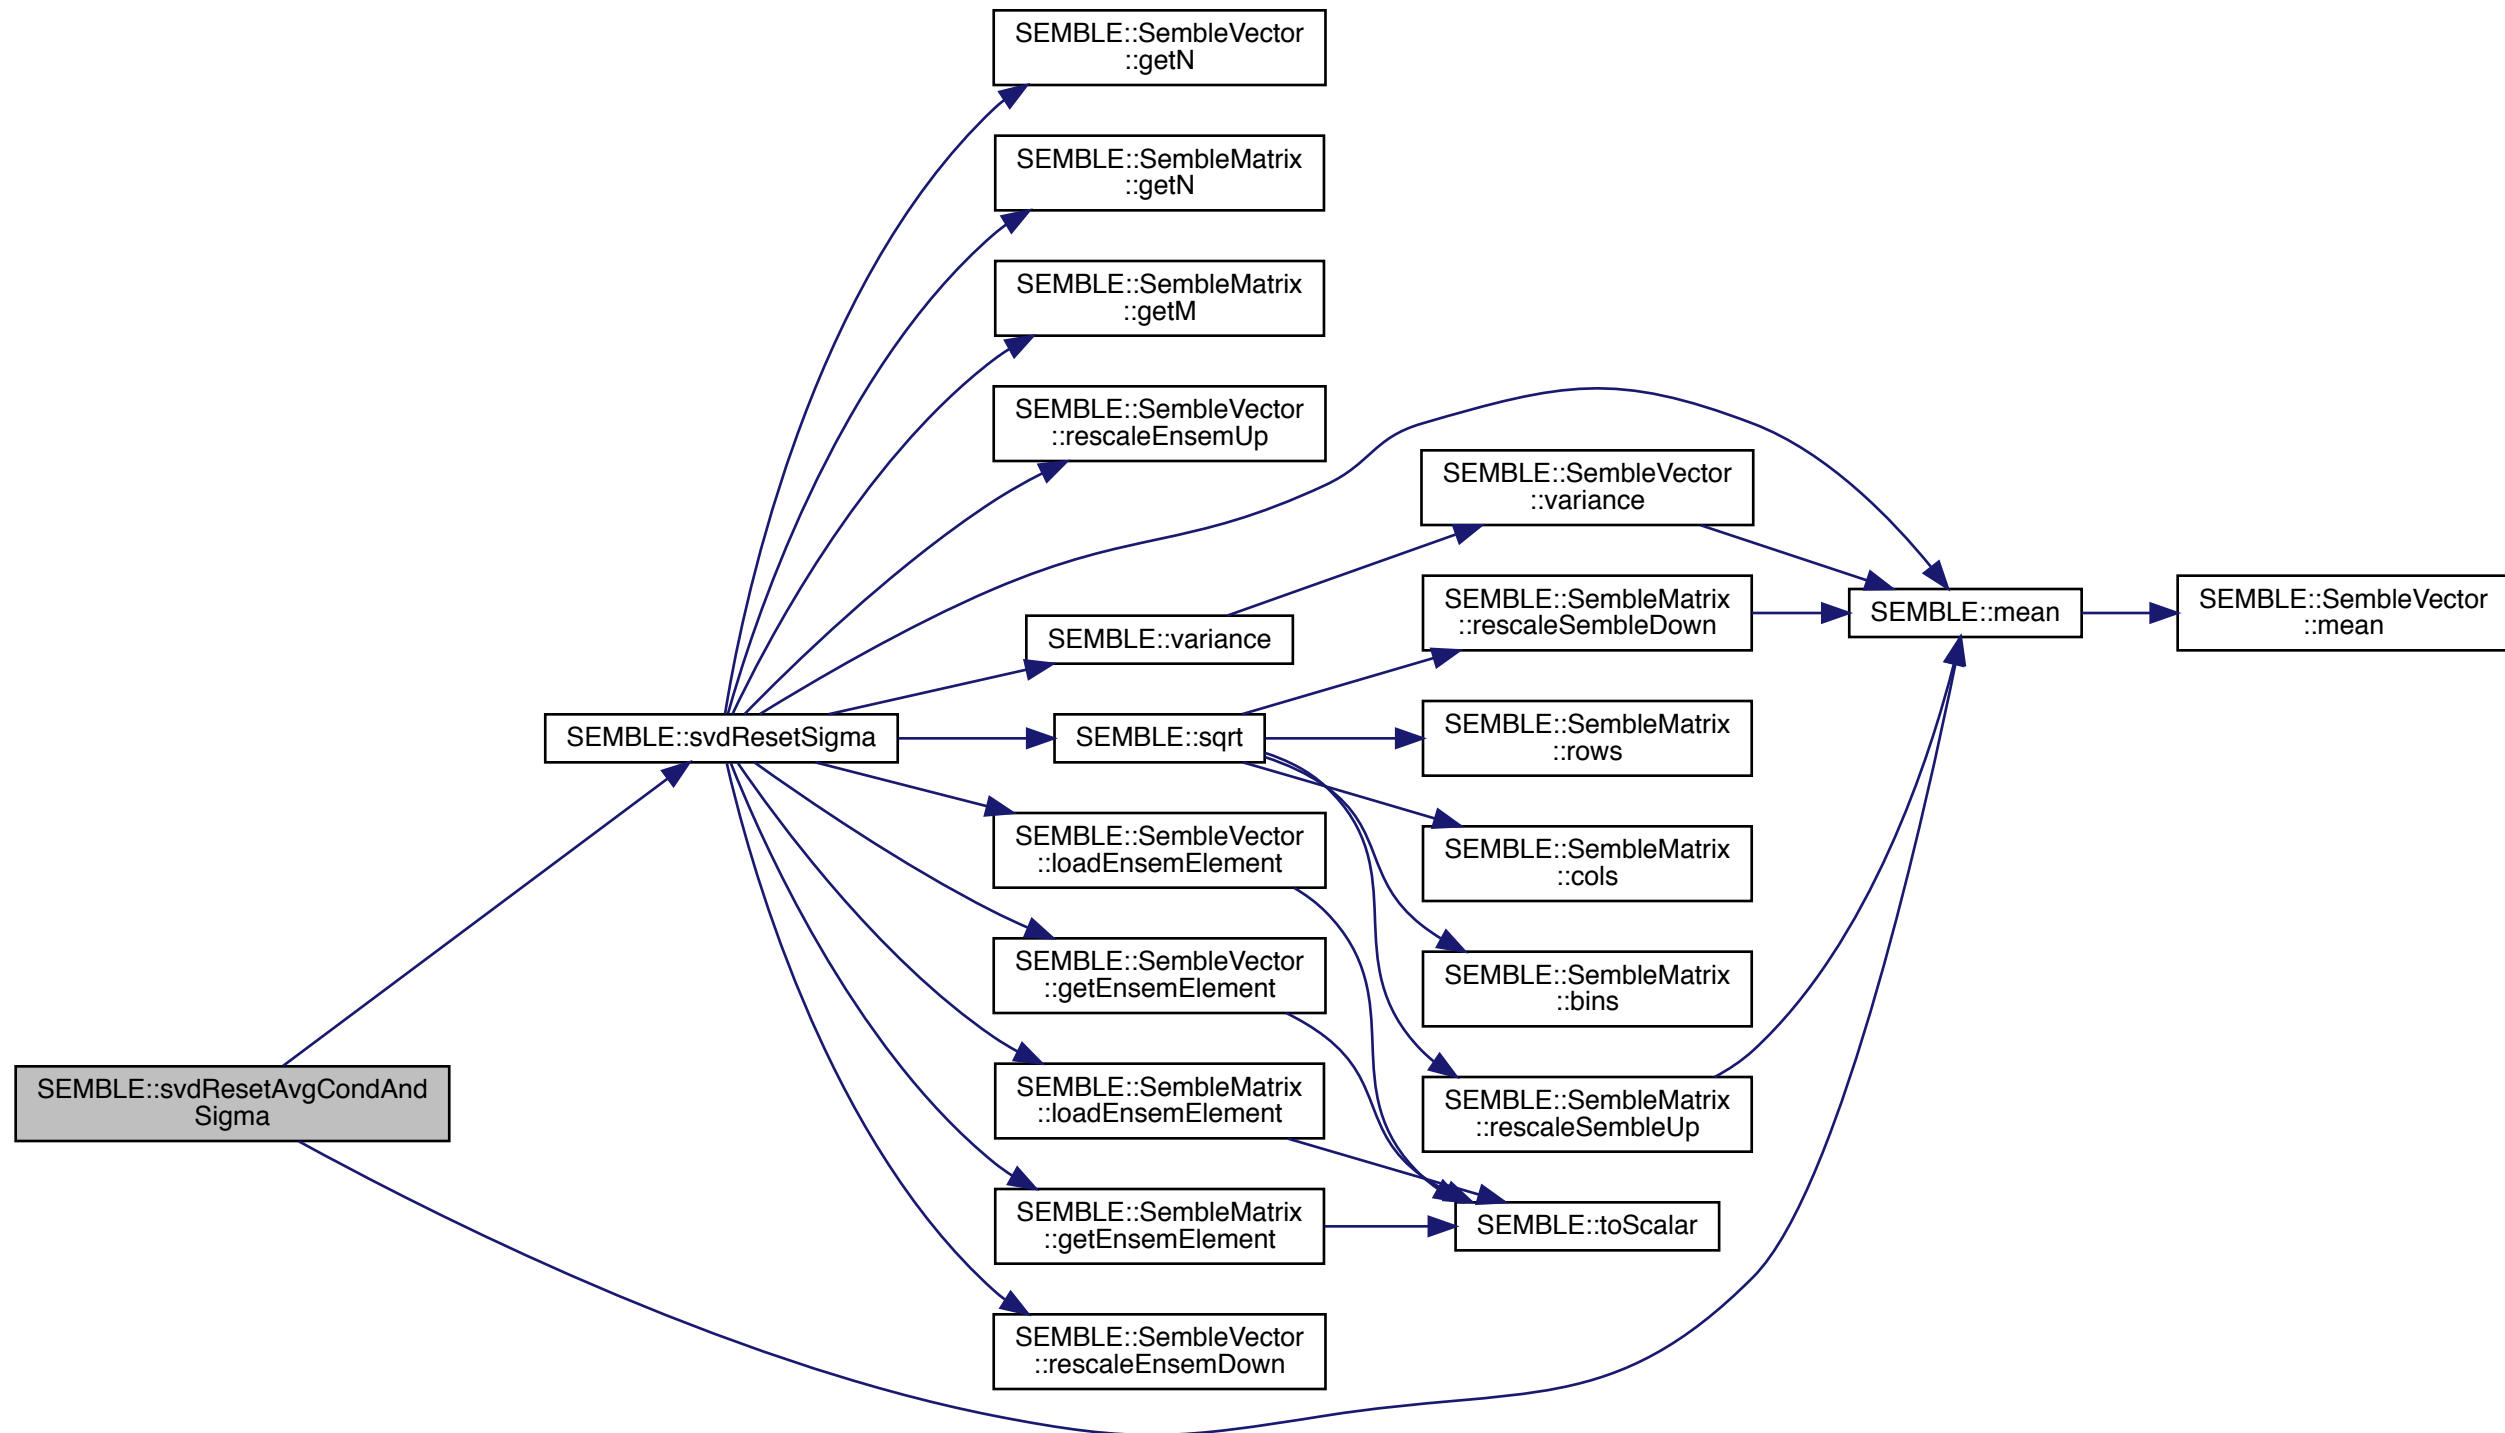 SEMBLE::SembleVector
::getN
SEMBLE::SembleMatrix
::getN
SEMBLE::SembleMatrix
::getM
SEMBLE::SembleVector
::rescaleEnsemUp
SEMBLE::SembleVector
::variance
SEMBLE::SembleMatrix
::rescaleSembleDown
SEMBLE::mean
SEMBLE::SembleVector
::mean
SEMBLE::variance
SEMBLE::svdResetSigma
SEMBLE::sqrt
SEMBLE::SembleMatrix
::rows
SEMBLE::SembleVector
::loadEnsemElement
SEMBLE::SembleMatrix
::cols
SEMBLE::SembleVector
::getEnsemElement
SEMBLE::SembleMatrix
::bins
SEMBLE::svdResetAvgCondAnd
Sigma
SEMBLE::SembleMatrix
::loadEnsemElement
SEMBLE::SembleMatrix
::rescaleSembleUp
SEMBLE::SembleMatrix
::getEnsemElement
SEMBLE::toScalar
SEMBLE::SembleVector
::rescaleEnsemDown